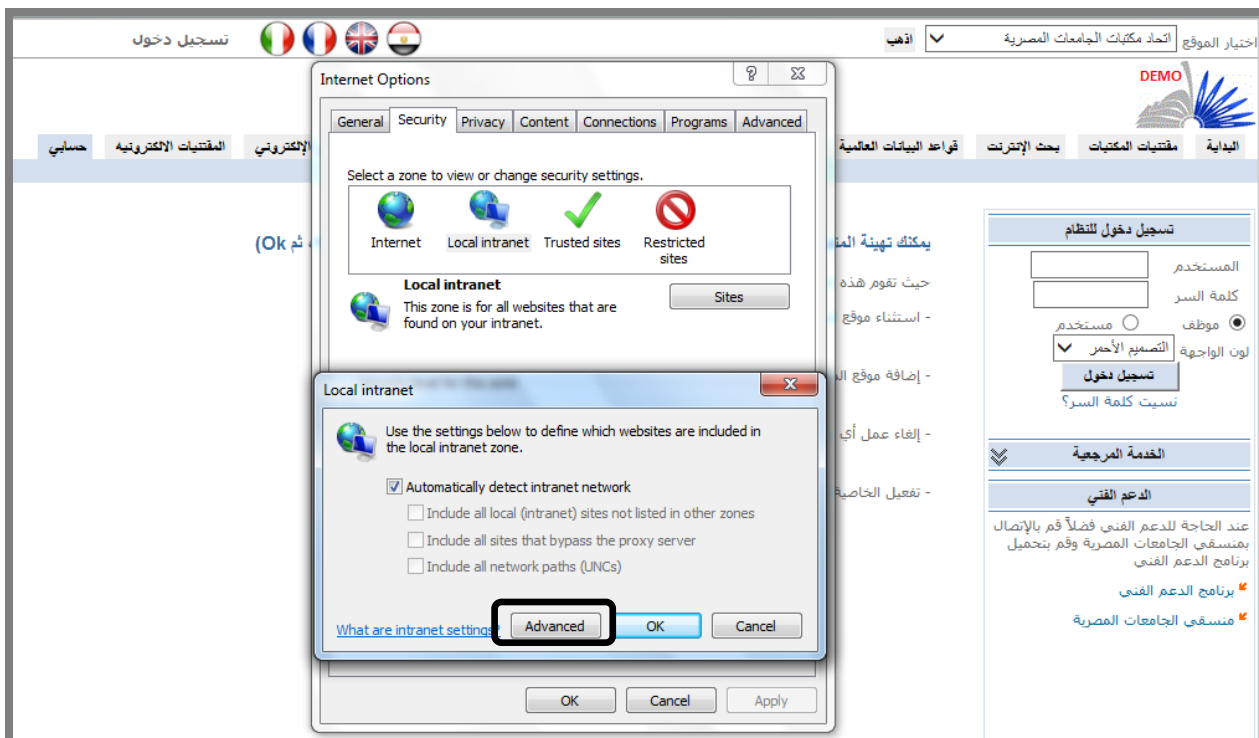 اختيار الموقع اتحاد مكتبات الجامعات المصرية اذهب
تسجيل دخول
DEMO
البداية مقتنيات المكتبات بحث الإنترنت قواعد البيانات العالمية الإلكتروني المقتنيات الالكترونيه حسابي
تسجيل دخول للنظام
المستخدم
كلمة السر
موظف مستخدم
لون الواجهة التصميم الأحمر
تسجيل دخول
نسيت كلمة السر؟
الخدمة المرجعية
الدعم الفني
عند الحاجة للدعم الفني فضلاً قم بالإتصال
بمنسقي الجامعات المصرية وقم بتحميل
برنامج الدعم الفني
برنامج الدعم الفني
منسقي الجامعات المصرية
يمكنك تهيئة
ثم Ok)
حيث تقوم هذه
- استثناء موقع
- إضافة موقع
- إلغاء عمل أي
- تفعيل الخاصية
Internet Options
General Security Privacy Content Connections Programs Advanced
Select a zone to view or change security settings.
Internet Local intranet Trusted sites Restricted
sites
Local intranet
This zone is for all websites that are
found on your intranet.
Sites
Local intranet
Use the settings below to define which websites are included in
the local intranet zone.
Automatically detect intranet network
Include all local (intranet) sites not listed in other zones
Include all sites that bypass the proxy server
Include all network paths (UNCs)
What are intranet settings? Advanced OK Cancel
OK Cancel Apply